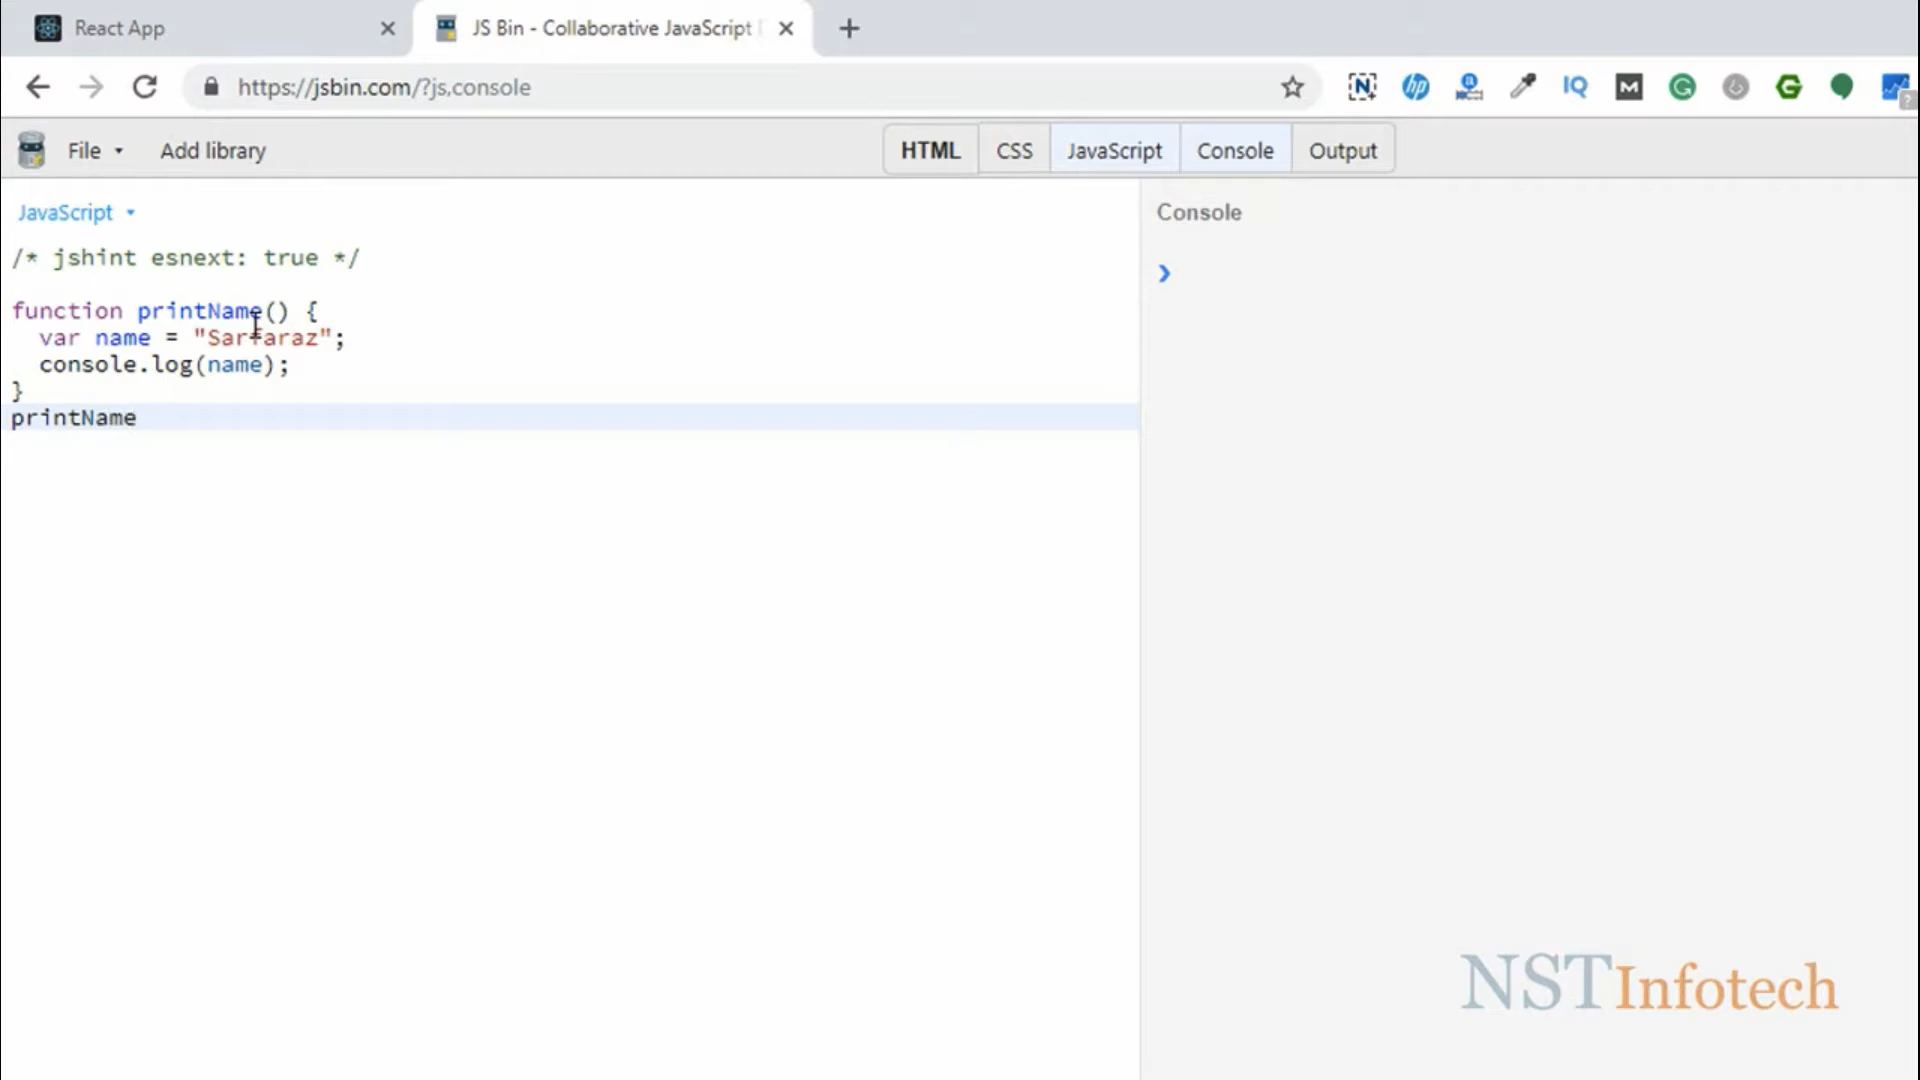 React App
JS Bin - Collaborative JavaScript
https://jsbin.com/?js,console
File
Add library
HTML
CSS
JavaScript
Console
Output
JavaScript
Console
/* jshint esnext: true */
function printName() {
var name = "Sarfaraz";
console.log(name);
}
printName
NSTInfotech